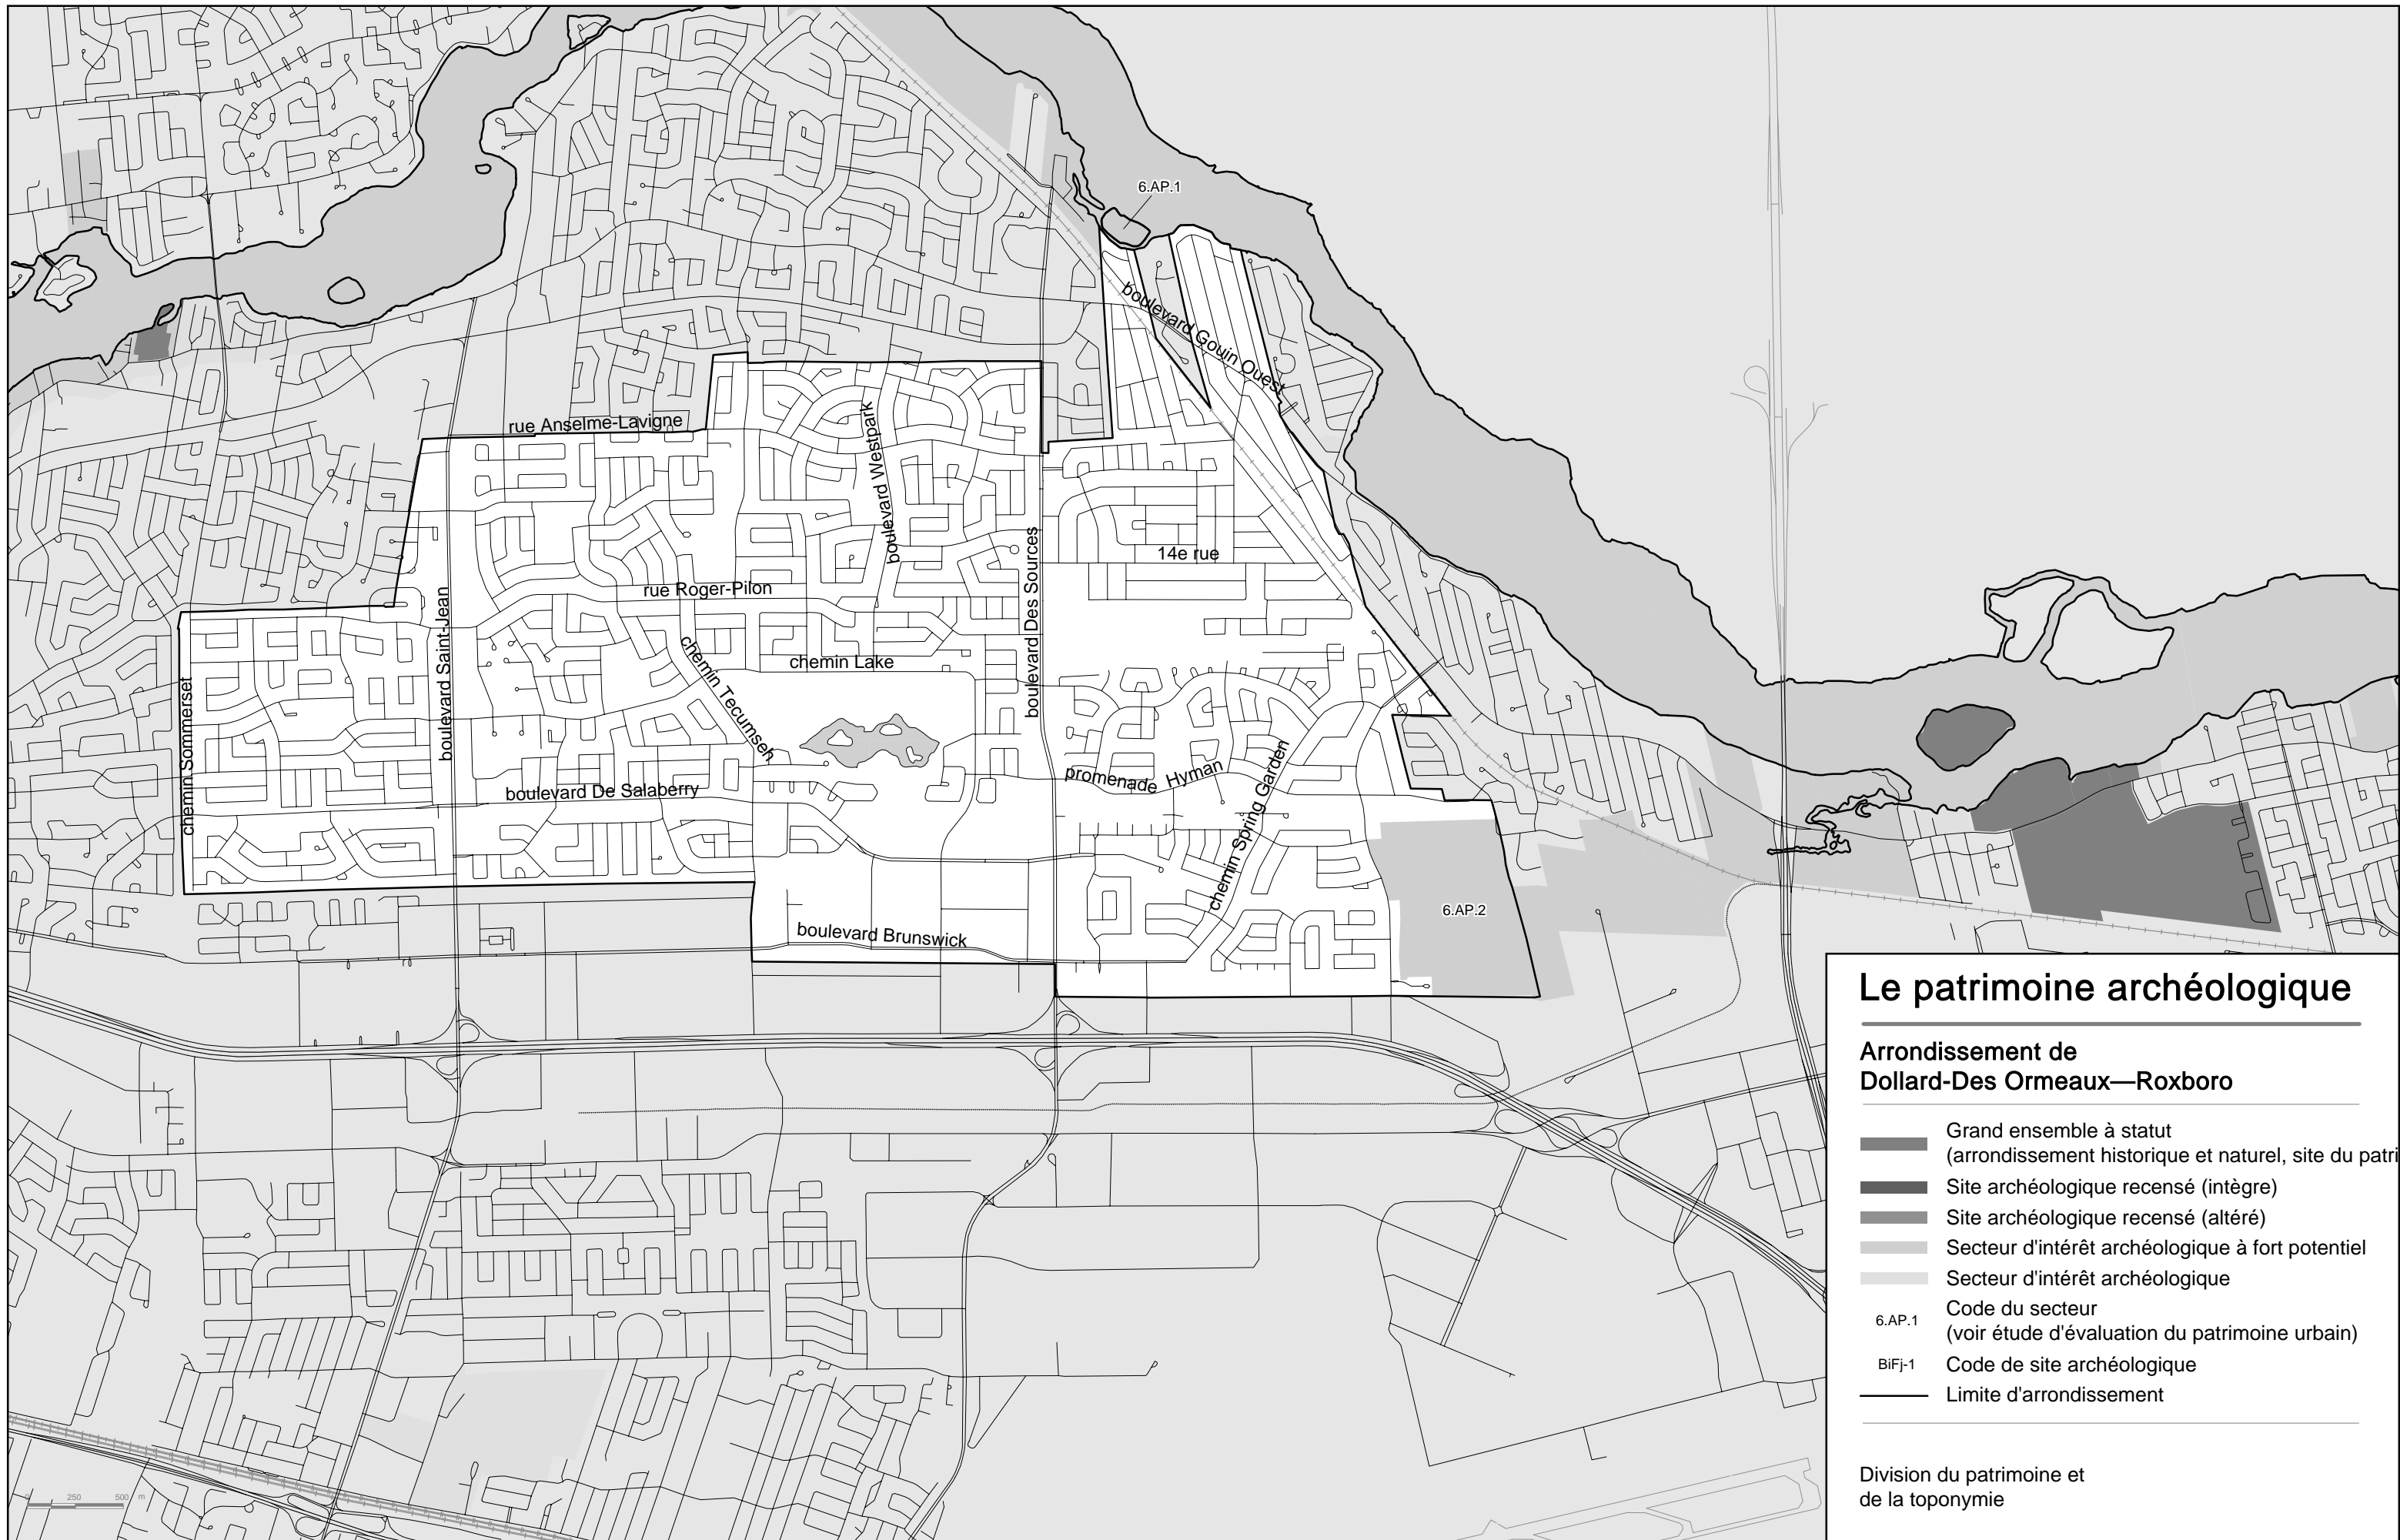 6.AP.1
boulevard Gouin Ouest
rue Anselme-Lavigne
boulevard Westpark
boulevard Des Sources
14e rue
rue Roger-Pilon
boulevard Saint-Jean
chemin Lake
chemin Tecumseh
chemin Sommerset
promenade Hyman
boulevard De Salaberry
chemin Spring Garden
6.AP.2
boulevard Brunswick
Le patrimoine archéologique
Arrondissement de
Dollard-Des Ormeaux—Roxboro
Grand ensemble à statut
(arrondissement historique et naturel, site du patri
Site archéologique recensé (intègre)
Site archéologique recensé (altéré)
Secteur d'intérêt archéologique à fort potentiel
Secteur d'intérêt archéologique
6.AP.1
Code du secteur
(voir étude d'évaluation du patrimoine urbain)
BiFj-1
Code de site archéologique
Limite d'arrondissement
Division du patrimoine et
de la toponymie
0 250 500 m